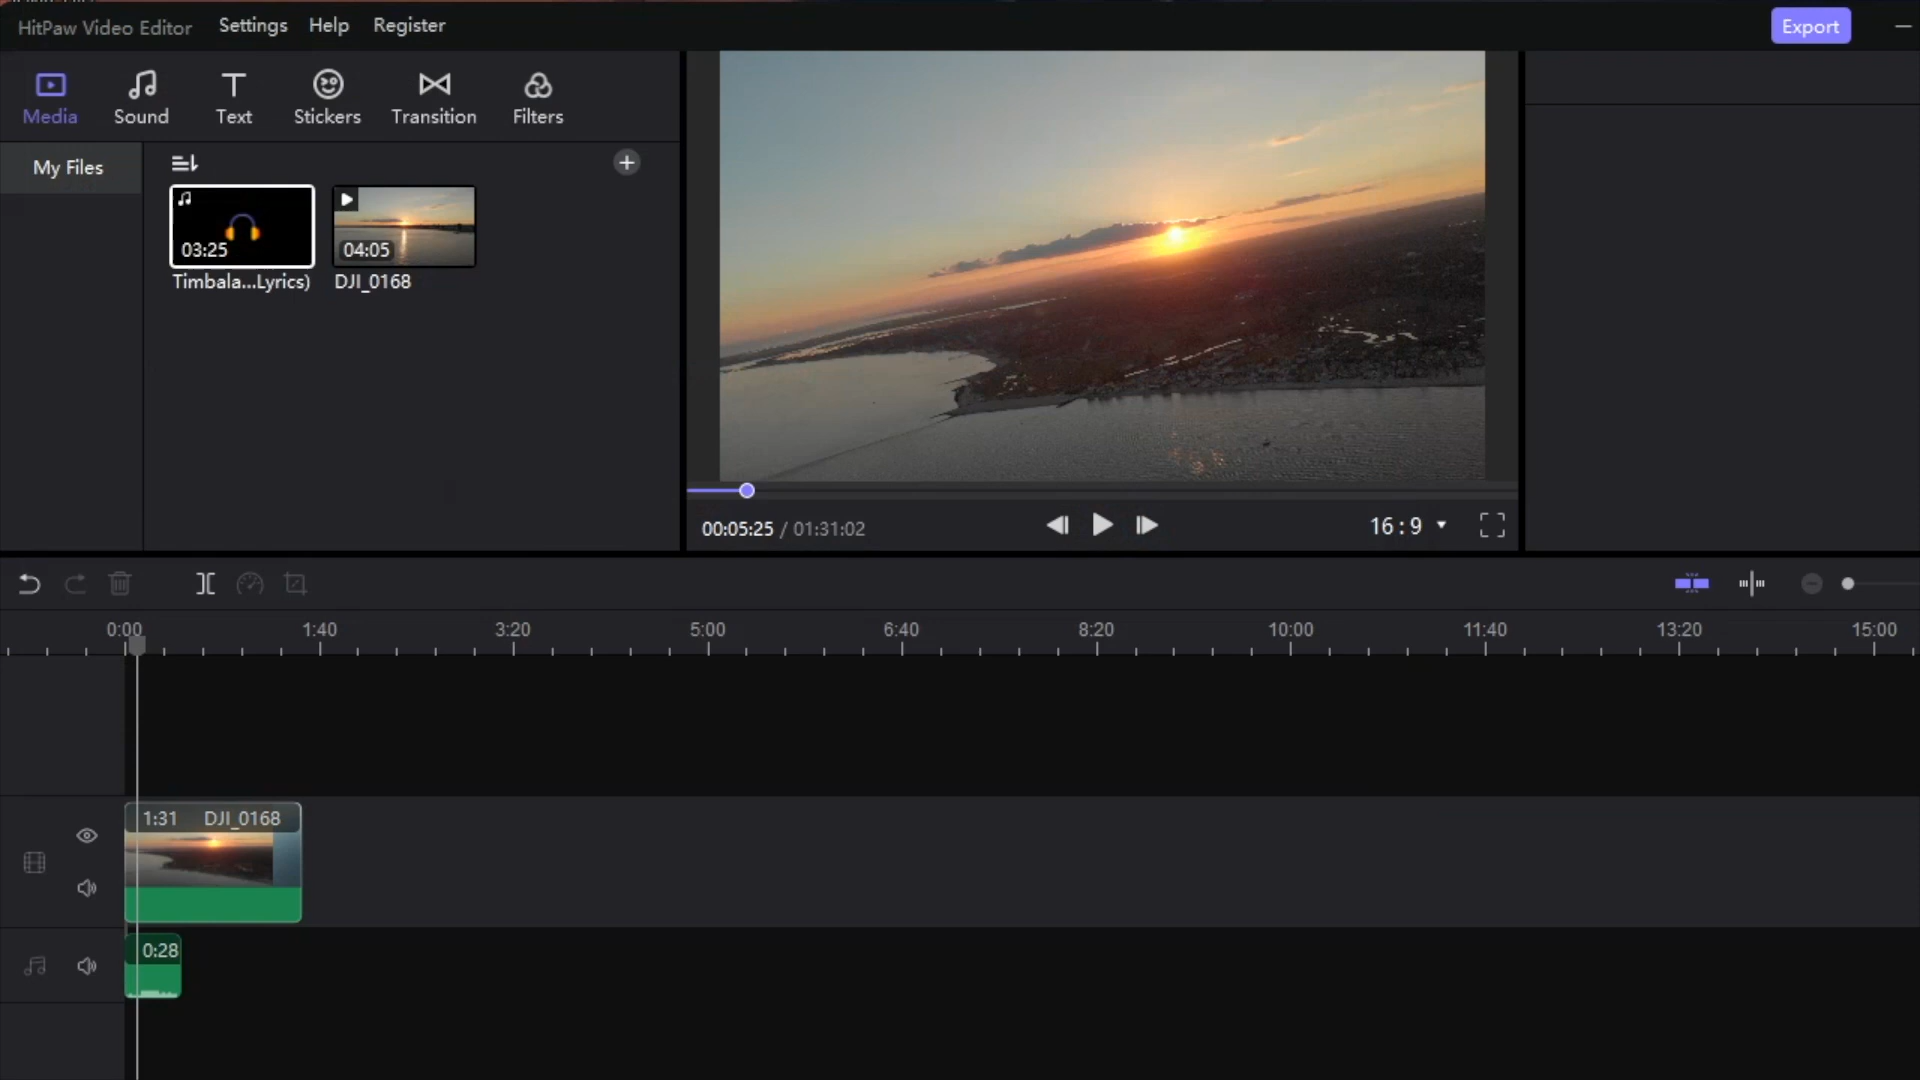 HitPaw Video Editor Settings Help Register Export
Media Sound Text Stickers Transition Filters
My Files
03:25
04:05
Timbala...Lyrics) DJI_0168
00:05:25 / 01:31:02
16:9
0:00 1:40 3:20 5:00 6:40 8:20 10:00 11:40 13:20 15:00
1:31 DJI_0168
0:28